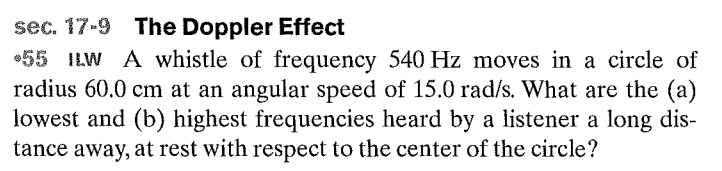 sec. 17-9 The Doppler Effect
•55 ILW A whistle of frequency 540 Hz moves in a circle of
radius 60.0 cm at an angular speed of 15.0 rad/s. What are the (a)
lowest and (b) highest frequencies heard by a listener a long dis-
tance away, at rest with respect to the center of the circle?